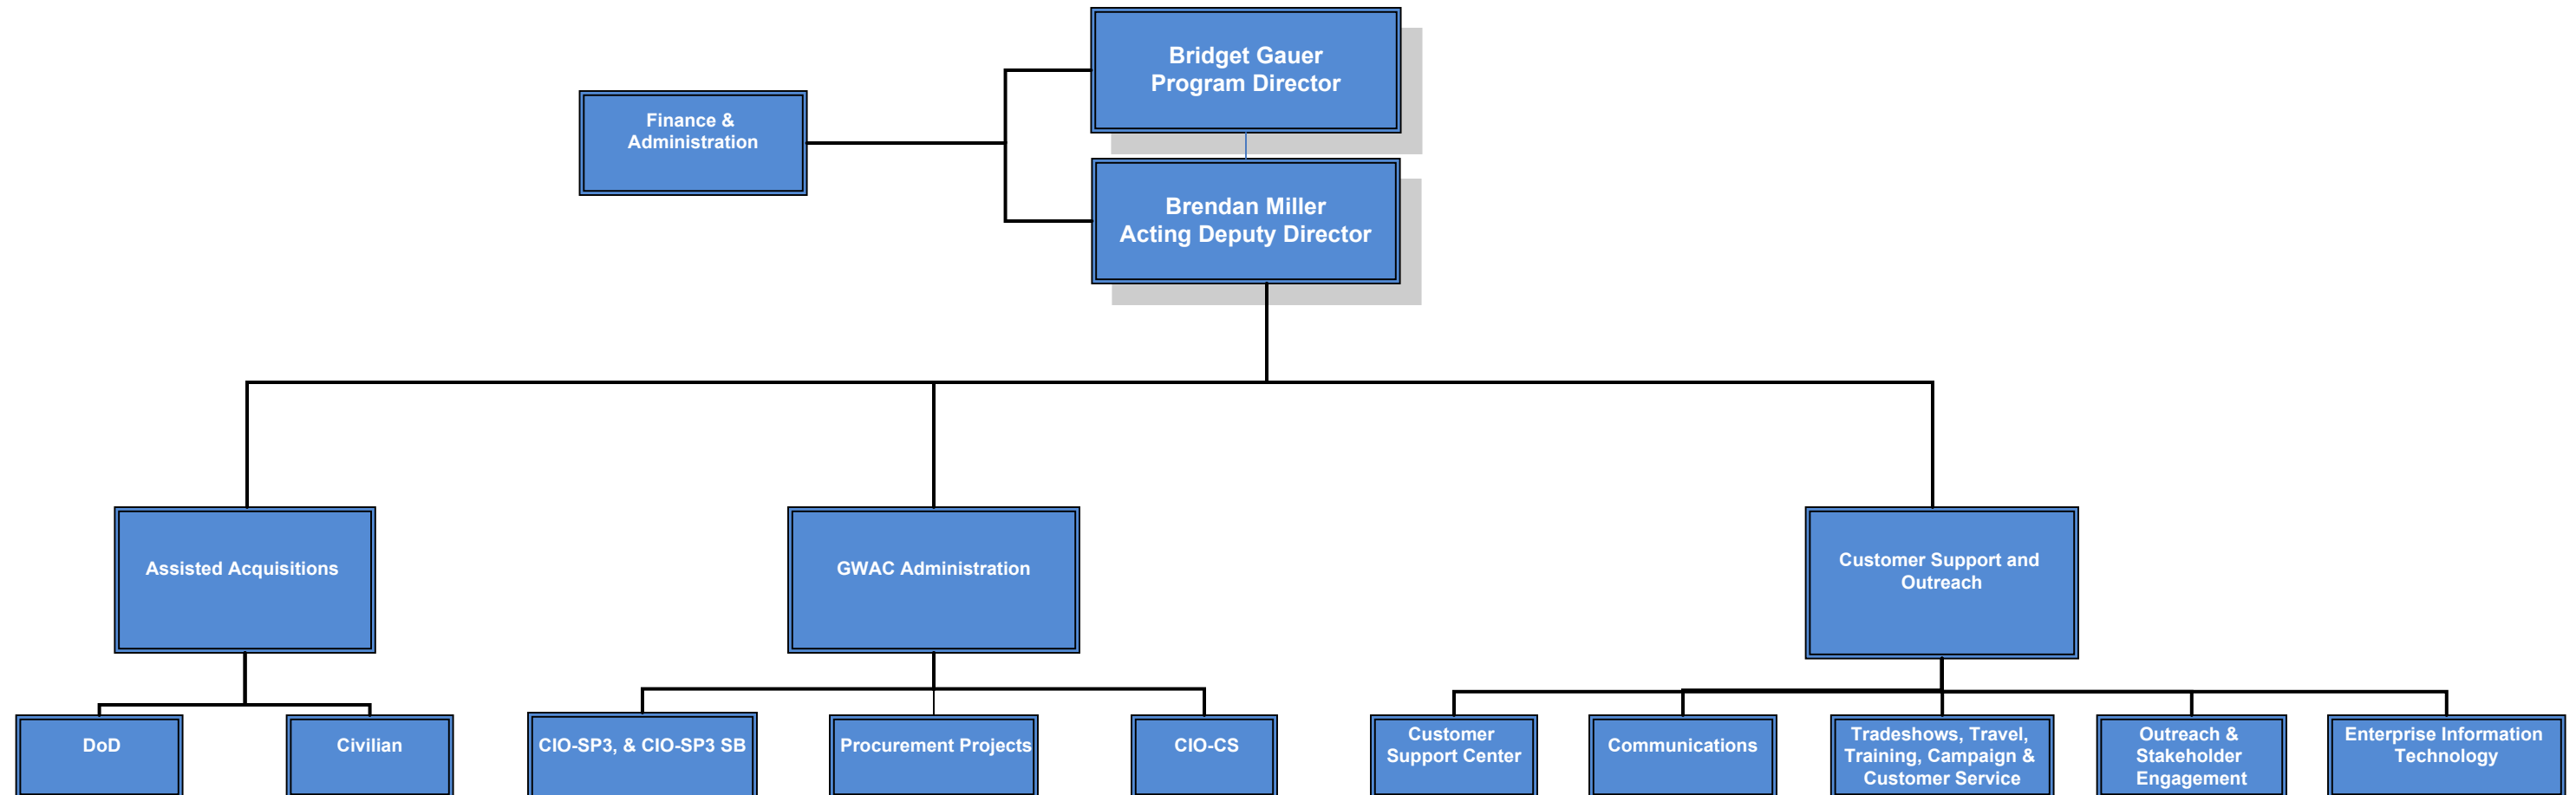 Bridget Gauer
Program Director
Finance &
Administration
Brendan Miller
Acting Deputy Director
Assisted Acquisitions
GWAC Administration
Customer Support and
Outreach
DoD
Civilian
CIO-SP3, & CIO-SP3 SB
Procurement Projects
CIO-CS
Customer
Support Center
Communications
Tradeshows, Travel,
Training, Campaign &
Customer Service
Outreach &
Stakeholder
Engagement
Enterprise Information
Technology